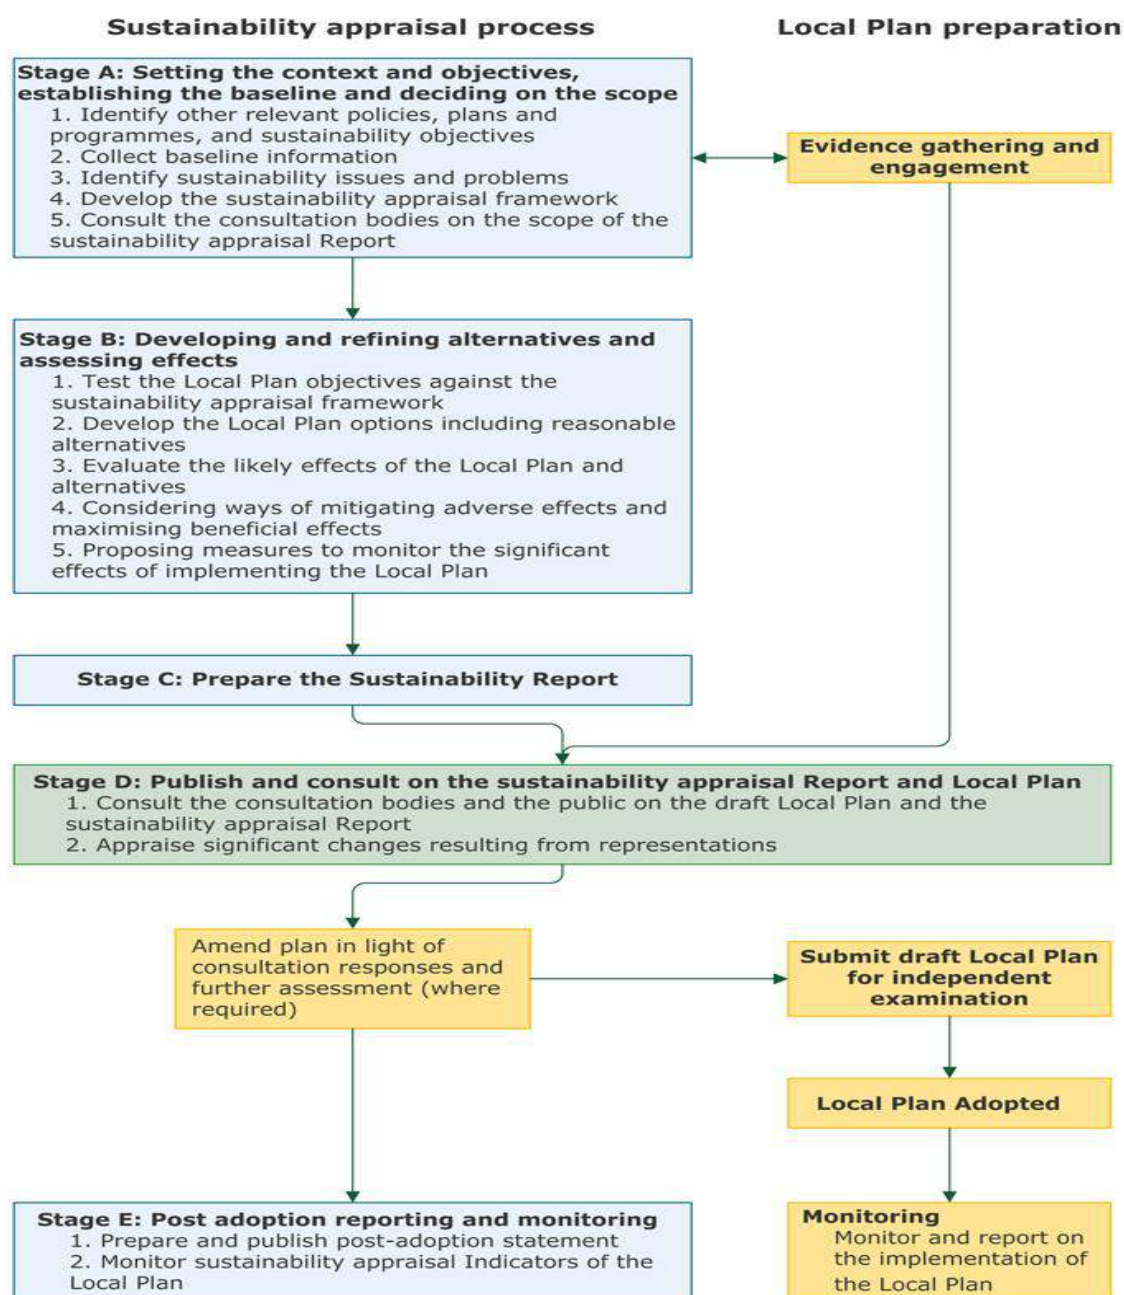 Sustainability appraisal process
Local Plan preparation
Stage A: Setting the context and objectives,
establishing the baseline and deciding on the scope
1. Identify other relevant policies, plans and
programmes, and sustainability objectives
2. Collect baseline information
3. Identify sustainability issues and problems
4. Develop the sustainability appraisal framework
5. Consult the consultation bodies on the scope of the
sustainability appraisal Report
Evidence gathering and
engagement
Stage B: Developing and refining alternatives and
assessing effects
1. Test the Local Plan objectives against the
sustainability appraisal framework
2. Develop the Local Plan options including reasonable
alternatives
3. Evaluate the likely effects of the Local Plan and
alternatives
4. Considering ways of mitigating adverse effects and
maximising beneficial effects
5. Proposing measures to monitor the significant
effects of implementing the Local Plan
Stage C: Prepare the Sustainability Report
Stage D: Publish and consult on the sustainability appraisal Report and Local Plan
1. Consult the consultation bodies and the public on the draft Local Plan and the
sustainability appraisal Report
2. Appraise significant changes resulting from representations
Amend plan in light of
consultation responses and
further assessment (where
required)
Submit draft Local Plan
for independent
examination
Local Plan Adopted
Stage E: Post adoption reporting and monitoring
1. Prepare and publish post-adoption statement
2. Monitor sustainability appraisal Indicators of the
Local Plan
Monitoring
Monitor and report on
the implementation of
the Local Plan